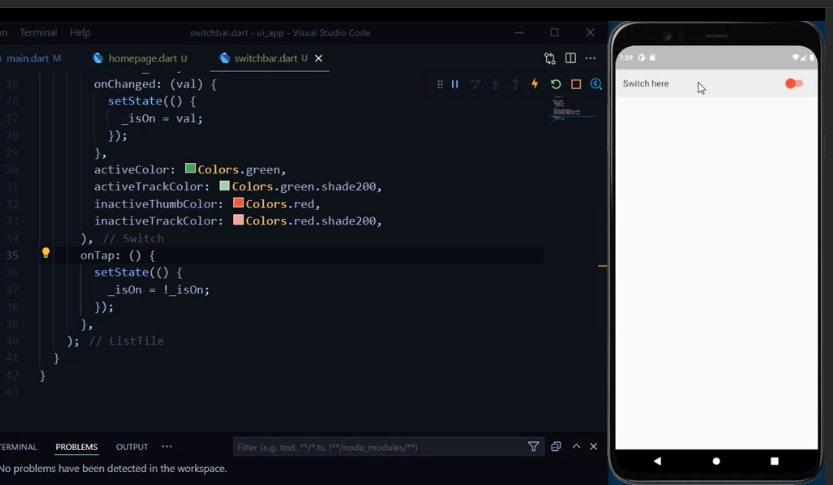 Terminal Help switchbar.dart - ui_app - Visual Studio Code
main.dart M homepage.dart U switchbar.dart U
25 onChanged: (val) {
26 setState(() {
27 _isOn = val;
28 });
29 },
30 activeColor: Colors.green,
31 activeTrackColor: Colors.green.shade200,
32 inactiveThumbColor: Colors.red,
33 inactiveTrackColor: Colors.red.shade200,
34 ), // Switch
35 onTap: () {
36 setState(() {
37 _isOn = !_isOn;
38 });
39 },
40 ); // ListTile
41 }
42 }
43
TERMINAL PROBLEMS OUTPUT ··· Filter (e.g. text, **/*.ts, !**/node_modules/**)
No problems have been detected in the workspace.
7:39
Switch here